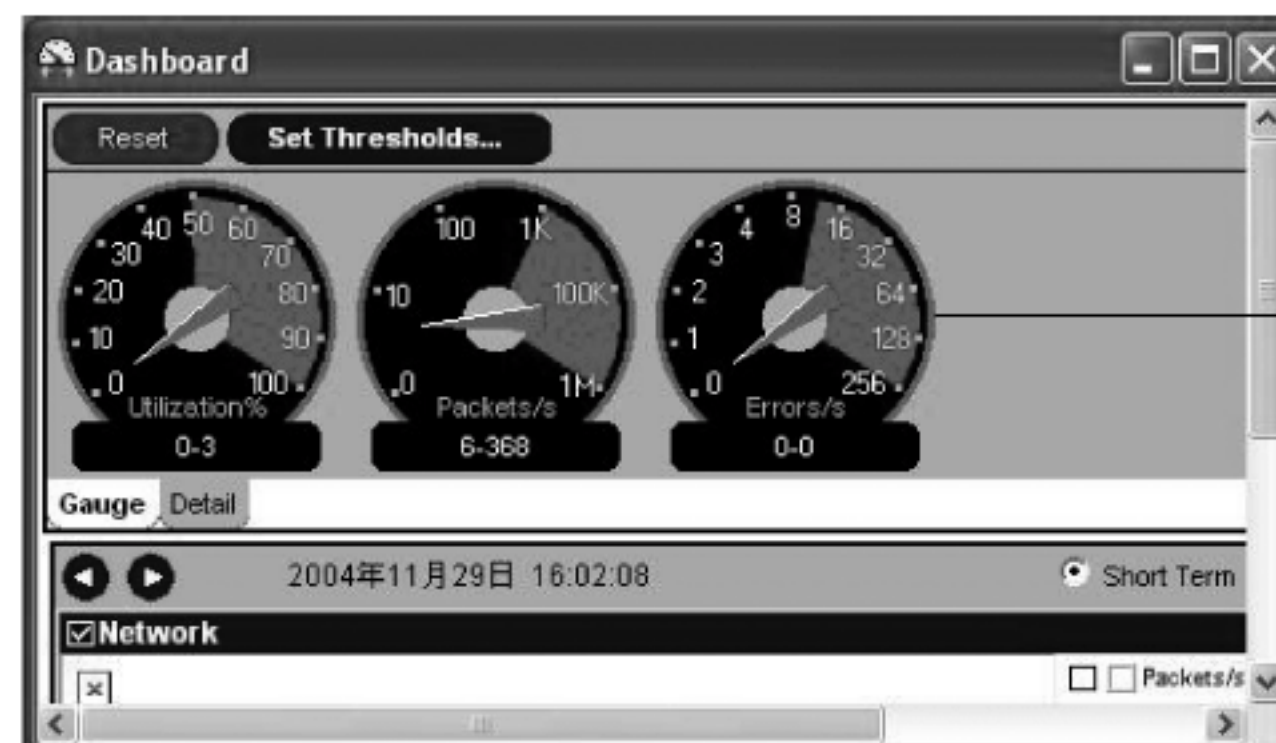 Dashboard
Reset Set Thresholds...
0 10 20 30 40 50 60 70 80 90 100
Utilization%
0-3
0 10 100 1K 100K 1M
Packets/s
6-368
0 1 2 3 4 8 16 32 64 128 256
Errors/s
0-0
Gauge Detail
2004年11月29日 16:02:08 Short Term
Network
Packets/s